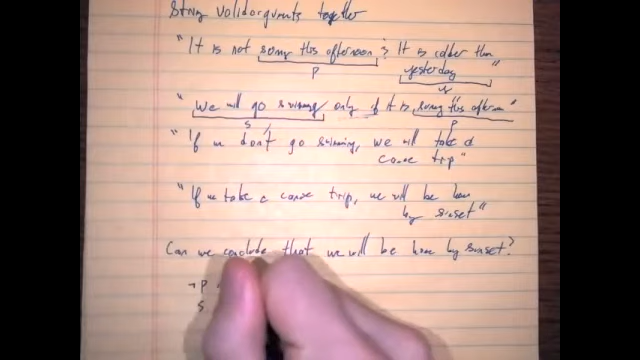 String valid arguments together
"It is not sunny this afternoon & It is colder than
yesterday"
p
q
"We will go swimming only if it is sunny this afternoon"
s
p
"If we don't go swimming, we will take a
canoe trip"
"If we take a canoe trip, we will be home
by sunset"
Can we conclude that we will be home by sunset?
¬p
s